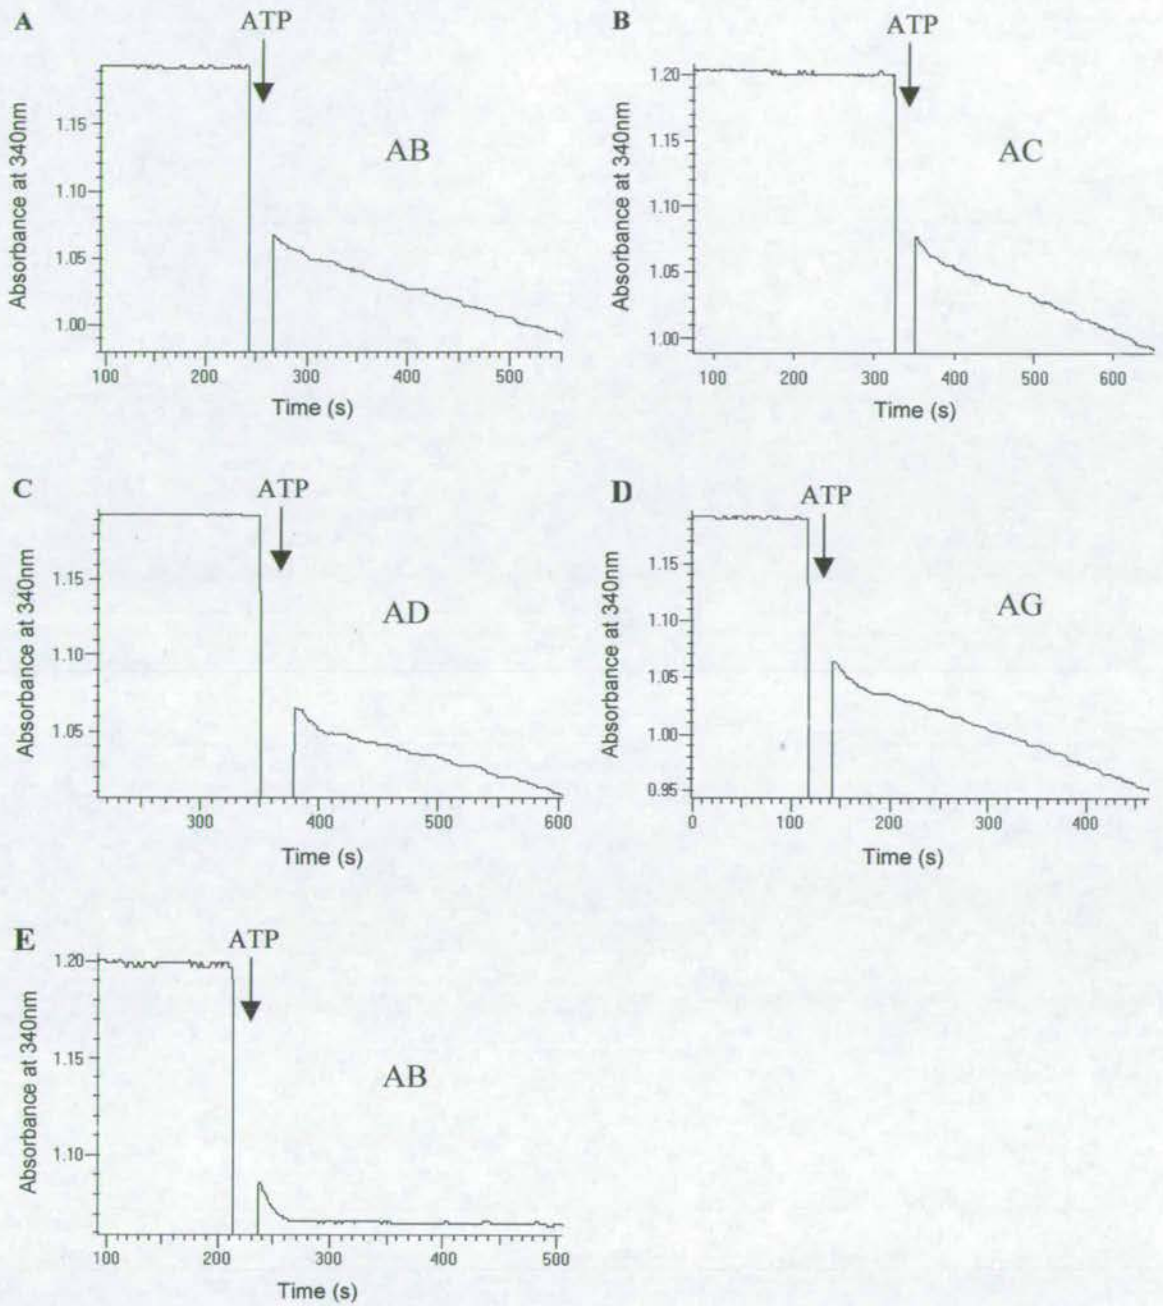 A
ATP
Absorbance at 340nm
1.15
1.10
1.05
1.00
AB
100 200 300 400 500
Time (s)
B
ATP
Absorbance at 340nm
1.20
1.15
1.10
1.05
1.00
AC
100 200 300 400 500 600
Time (s)
C
ATP
Absorbance at 340nm
1.15
1.10
1.05
AD
300 400 500 600
Time (s)
D
ATP
Absorbance at 340nm
1.15
1.10
1.05
1.00
0.95
AG
0 100 200 300 400
Time (s)
E
ATP
Absorbance at 340nm
1.20
1.15
1.10
AB
100 200 300 400 500
Time (s)